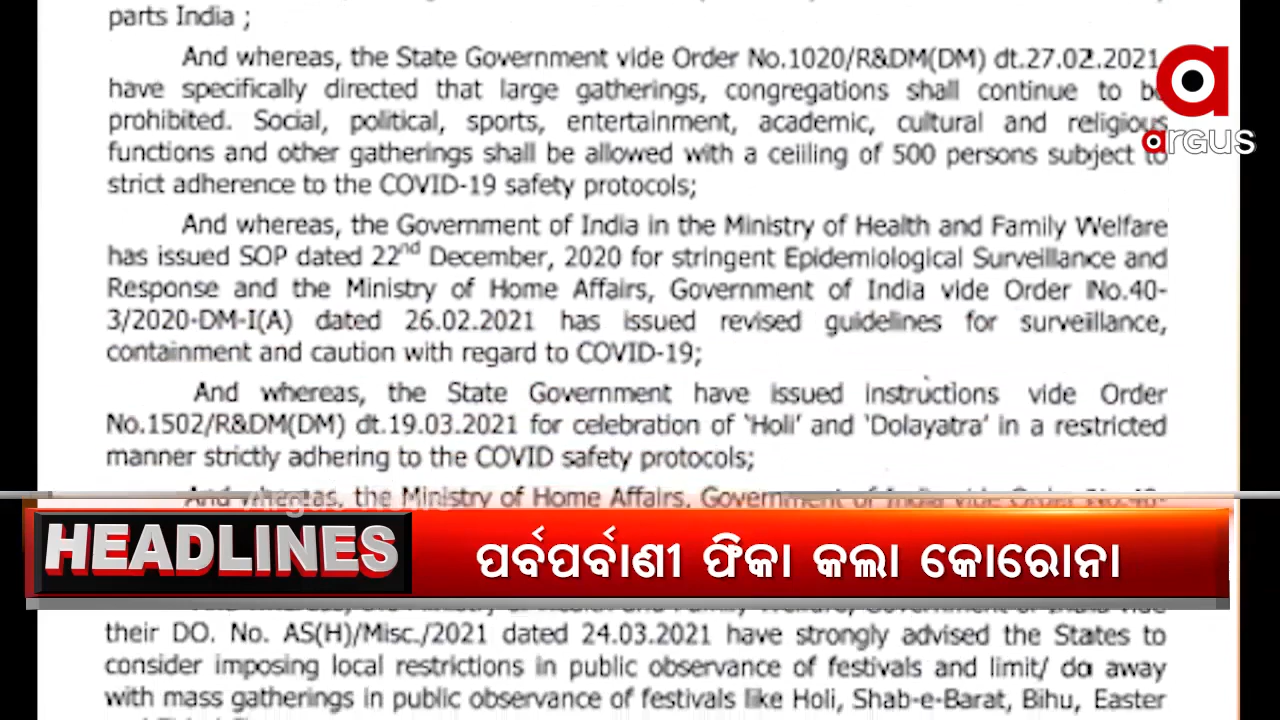 parts India ;
And whereas, the State Government vide Order No.1020/R&DM(DM) dt.27.02.2021
have specifically directed that large gatherings, congregations shall continue to be
prohibited. Social, political, sports, entertainment, academic, cultural and religious
functions and other gatherings shall be allowed with a ceiling of 500 persons subject to
strict adherence to the COVID-19 safety protocols;
argus
And whereas, the Government of India in the Ministry of Health and Family Welfare
has issued SOP dated 22nd December, 2020 for stringent Epidemiological Surveillance and
Response and the Ministry of Home Affairs, Government of India vide Order No.40-
3/2020-DM-I(A) dated 26.02.2021 has issued revised guidelines for surveillance,
containment and caution with regard to COVID-19;
And whereas, the State Government have issued instructions vide Order
No.1502/R&DM(DM) dt.19.03.2021 for celebration of 'Holi' and 'Dolayatra' in a restricted
manner strictly adhering to the COVID safety protocols;
And whereas, the Ministry of Home Affairs, Government of India vide Order No.40-
HEADLINES
ପର୍ବପର୍ବାଣୀ ଫିକା କଲା କୋରୋନା
their DO. No. AS(H)/Misc./2021 dated 24.03.2021 have strongly advised the States to
consider imposing local restrictions in public observance of festivals and limit/ do away
with mass gatherings in public observance of festivals like Holi, Shab-e-Barat, Bihu, Easter